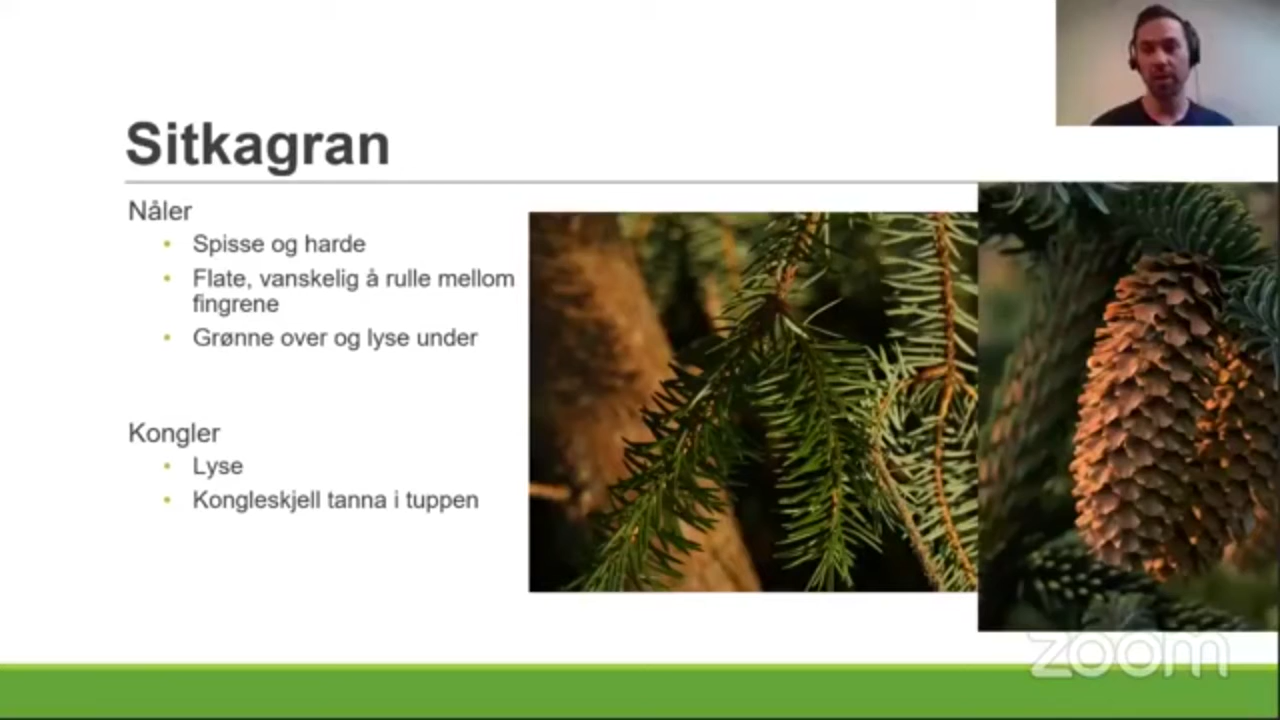 Sitkagran
Nåler
• Spisse og harde
• Flate, vanskelig å rulle mellom
fingrene
• Grønne over og lyse under
Kongler
• Lyse
• Kongleskjell tanna i tuppen
zoom